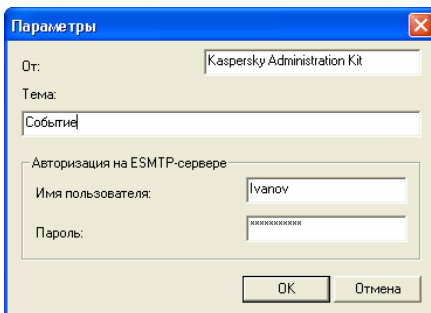 Параметры
От: Kaspersky Administration Kit
Тема:
Событие
Авторизация на ESMTP-сервере
Имя пользователя: Ivanov
Пароль: ***********
OK Отмена